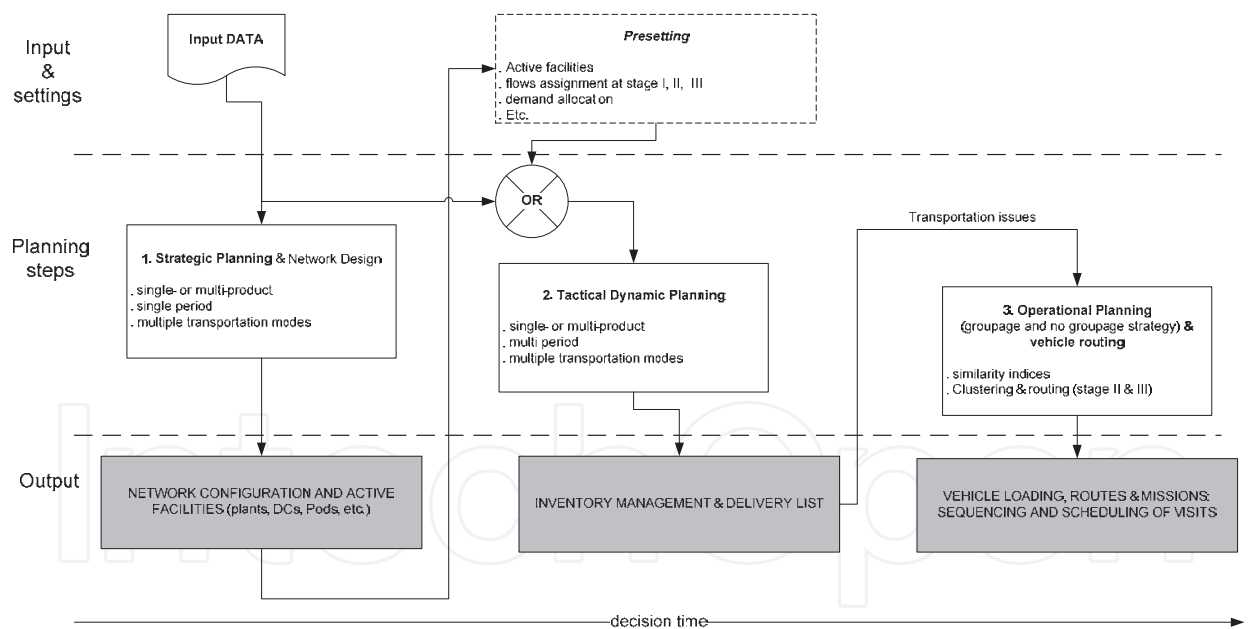 Input
&
settings
Input DATA
Presetting
. Active facilities
. flows assignment at stage I, II, III
. demand allocation
. Etc.
OR
Planning
steps
1. Strategic Planning & Network Design
. single- or multi-product
. single period
. multiple transportation modes
2. Tactical Dynamic Planning
. single- or multi-product
. multi period
. multiple transportation modes
Transportation issues
3. Operational Planning
(groupage and no groupage strategy) &
vehicle routing
. similarity indices
. Clustering & routing (stage II & III)
Output
NETWORK CONFIGURATION AND ACTIVE
FACILITIES (plants, DCs, Pods, etc.)
INVENTORY MANAGEMENT & DELIVERY LIST
VEHICLE LOADING, ROUTES & MISSIONS:
SEQUENCING AND SCHEDULING OF VISITS
IntechOpen
decision time